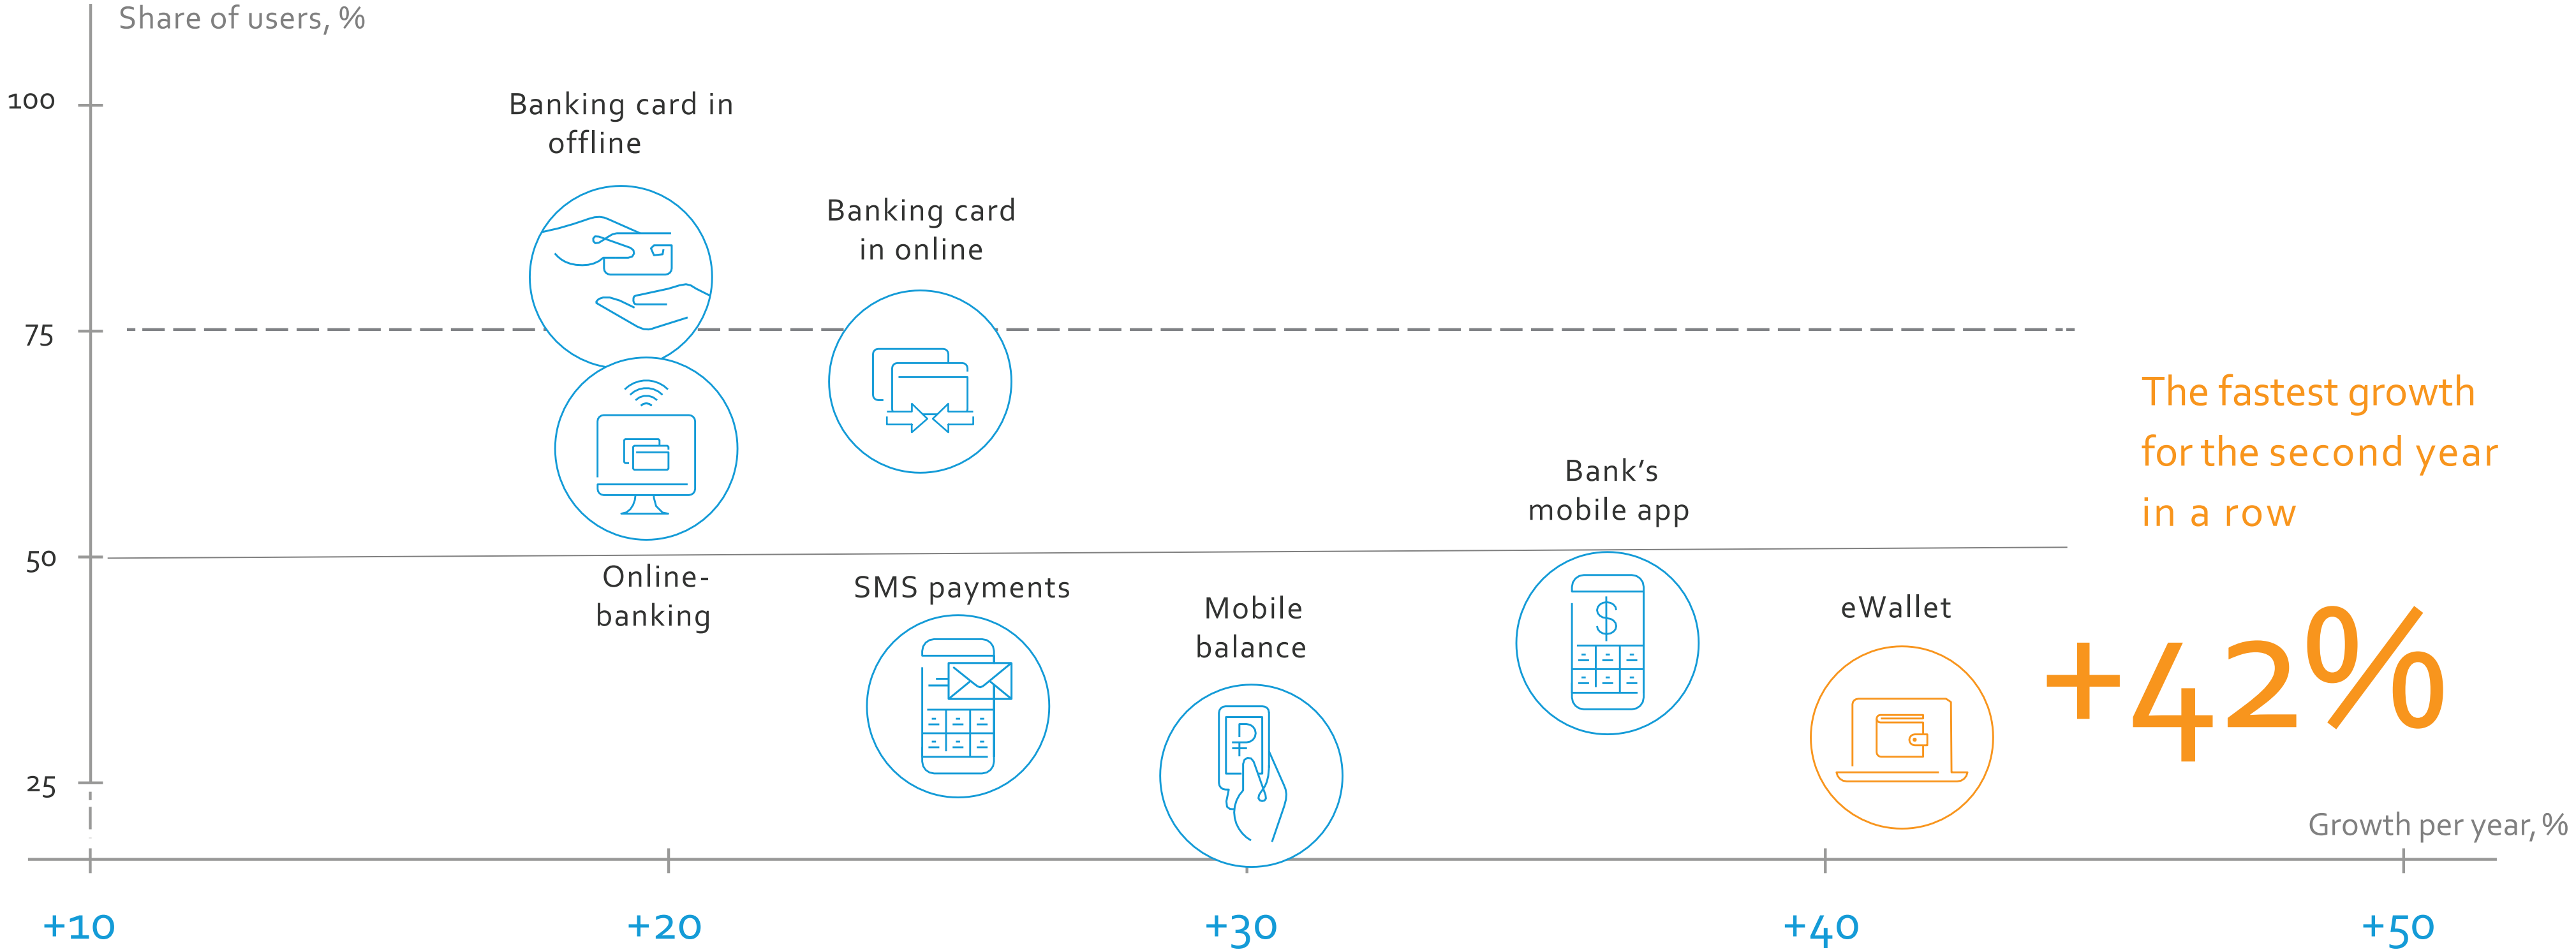 Share of users, %
100
Banking card in
offline
Banking card
in online
75
The fastest growth
for the second year
in a row
Bank's
mobile app
50
Online-
banking
SMS payments
Mobile
balance
$
eWallet
+42%
₽
25
Growth per year, %
+10
+20
+30
+40
+50